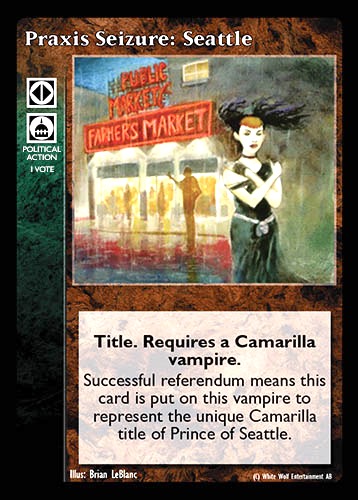 Praxis Seizure: Seattle
PUBLIC
MARKET
FARMERS MARKET
POLITICAL
ACTION
1 VOTE
Title. Requires a Camarilla
vampire.
Successful referendum means this
card is put on this vampire to
represent the unique Camarilla
title of Prince of Seattle.
Illus: Brian LeBlanc
(C) White Wolf Entertainment AB